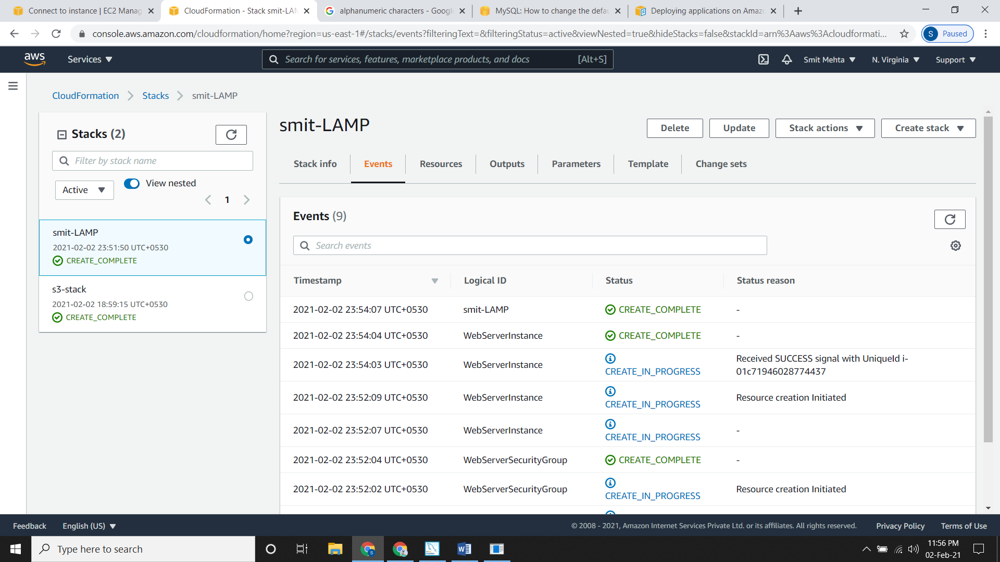 Connect to instance | EC2 Manag
CloudFormation - Stack smit-LAM
alphanumeric characters - Google
MySQL: How to change the defau
Deploying applications on Amazo
console.aws.amazon.com/cloudformation/home?region=us-east-1#/stacks/events?filteringText=&filteringStatus=active&viewNested=true&hideStacks=false&stackId=arn%3Aaws%3Acloudformati...
S Paused
aws
Services
Search for services, features, marketplace products, and docs [Alt+S]
Smit Mehta
N. Virginia
Support
CloudFormation
Stacks
smit-LAMP
Stacks (2)
Filter by stack name
Active
View nested
1
smit-LAMP
2021-02-02 23:51:50 UTC+0530
CREATE_COMPLETE
s3-stack
2021-02-02 18:59:15 UTC+0530
CREATE_COMPLETE
smit-LAMP
Delete
Update
Stack actions
Create stack
Stack info
Events
Resources
Outputs
Parameters
Template
Change sets
Events (9)
Search events
Timestamp Logical ID Status Status reason
2021-02-02 23:54:07 UTC+0530 smit-LAMP CREATE_COMPLETE -
2021-02-02 23:54:04 UTC+0530 WebServerInstance CREATE_COMPLETE -
2021-02-02 23:54:03 UTC+0530 WebServerInstance CREATE_IN_PROGRESS Received SUCCESS signal with UniqueId i-
01c71946028774437
2021-02-02 23:52:09 UTC+0530 WebServerInstance CREATE_IN_PROGRESS Resource creation Initiated
2021-02-02 23:52:07 UTC+0530 WebServerInstance CREATE_IN_PROGRESS -
2021-02-02 23:52:04 UTC+0530 WebServerSecurityGroup CREATE_COMPLETE -
2021-02-02 23:52:02 UTC+0530 WebServerSecurityGroup CREATE_IN_PROGRESS Resource creation Initiated
Feedback
English (US)
© 2008 - 2021, Amazon Internet Services Private Ltd. or its affiliates. All rights reserved.
Privacy Policy
Terms of Use
Type here to search
11:56 PM
02-Feb-21